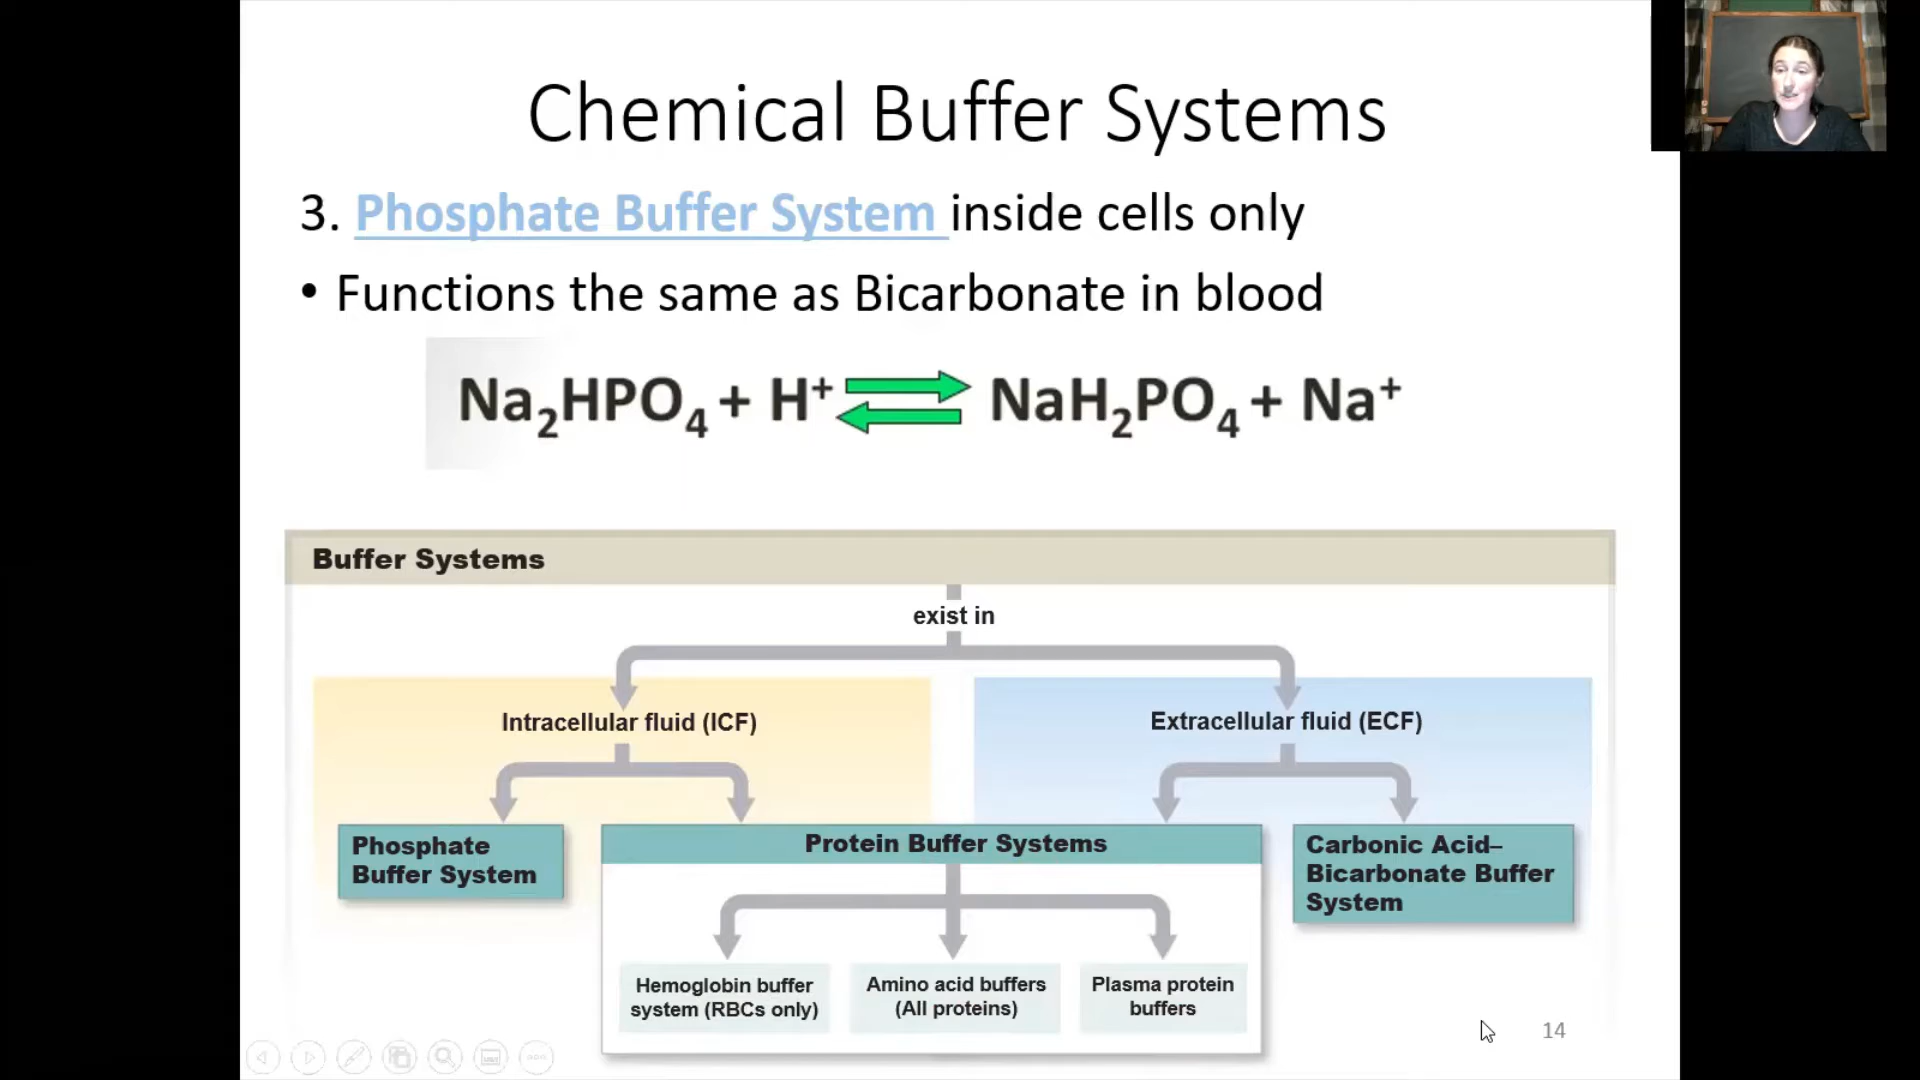 Chemical Buffer Systems
3. Phosphate Buffer System inside cells only
• Functions the same as Bicarbonate in blood
Na₂HPO₄ + H⁺ ⇄ NaH₂PO₄ + Na⁺
Buffer Systems
exist in
Intracellular fluid (ICF)
Extracellular fluid (ECF)
Phosphate
Buffer System
Protein Buffer Systems
Carbonic Acid–
Bicarbonate Buffer
System
Hemoglobin buffer
system (RBCs only)
Amino acid buffers
(All proteins)
Plasma protein
buffers
14